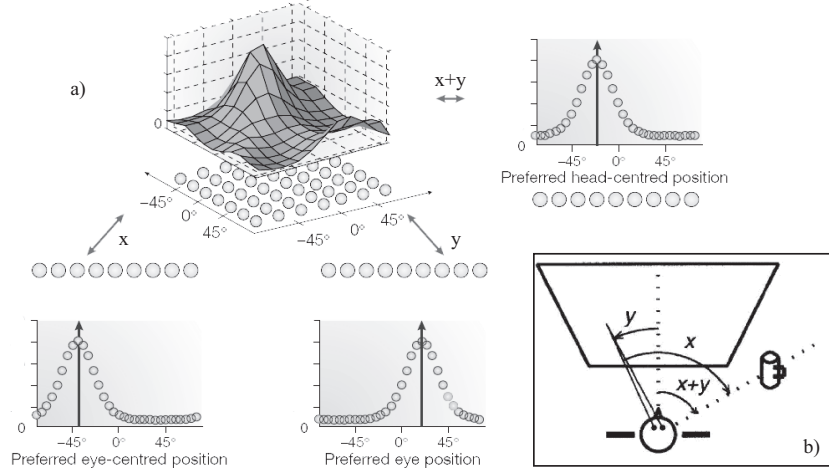 a)
0
−45°
0°
45°
−45°
0°
45°
x
y
x+y
0
−45°
0°
45°
Preferred head-centred position
0
−45°
0°
45°
Preferred eye-centred position
0
−45°
0°
45°
Preferred eye position
y
x
x+y
b)